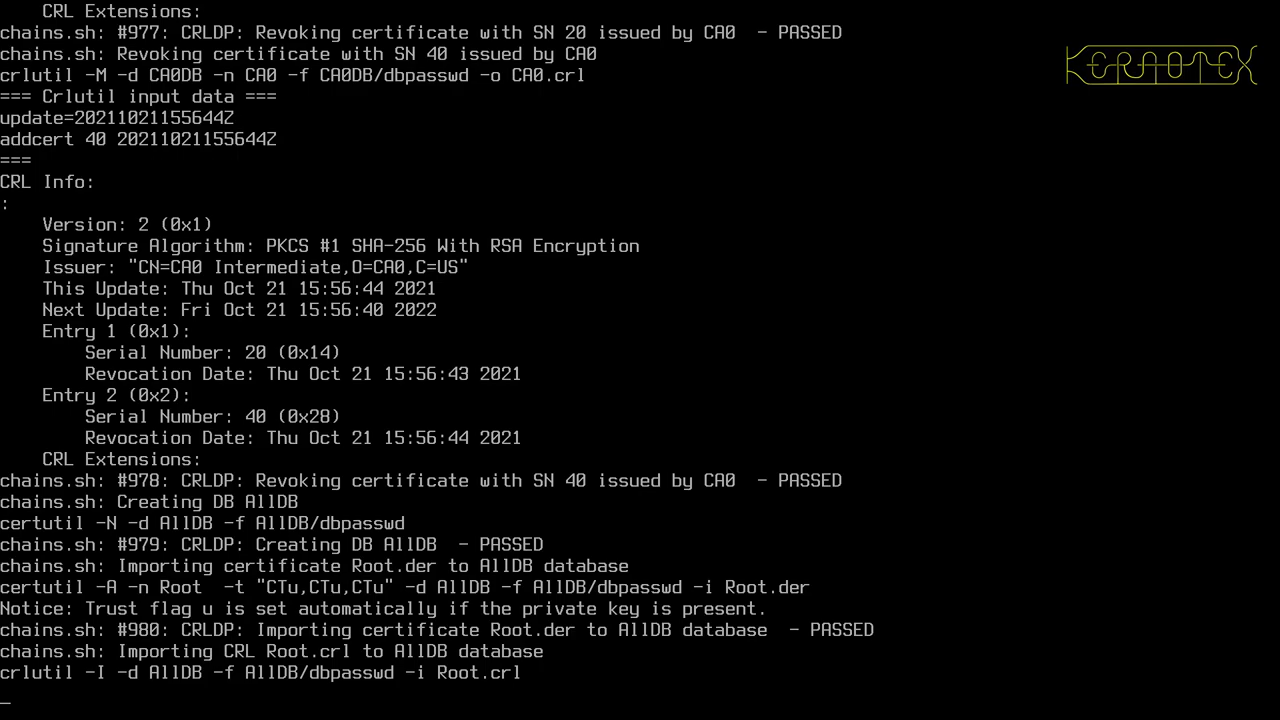 CRL Extensions:
chains.sh: #977: CRLDP: Revoking certificate with SN 20 issued by CA0  - PASSED
chains.sh: Revoking certificate with SN 40 issued by CA0
crlutil -M -d CA0DB -n CA0 -f CA0DB/dbpasswd -o CA0.crl
=== Crlutil input data ===
update=20211021155644Z
addcert 40 20211021155644Z
===
CRL Info:
:
    Version: 2 (0x1)
    Signature Algorithm: PKCS #1 SHA-256 With RSA Encryption
    Issuer: "CN=CA0 Intermediate,O=CA0,C=US"
    This Update: Thu Oct 21 15:56:44 2021
    Next Update: Fri Oct 21 15:56:40 2022
    Entry 1 (0x1):
        Serial Number: 20 (0x14)
        Revocation Date: Thu Oct 21 15:56:43 2021
    Entry 2 (0x2):
        Serial Number: 40 (0x28)
        Revocation Date: Thu Oct 21 15:56:44 2021
    CRL Extensions:
chains.sh: #978: CRLDP: Revoking certificate with SN 40 issued by CA0  - PASSED
chains.sh: Creating DB AllDB
certutil -N -d AllDB -f AllDB/dbpasswd
chains.sh: #979: CRLDP: Creating DB AllDB  - PASSED
chains.sh: Importing certificate Root.der to AllDB database
certutil -A -n Root  -t "CTu,CTu,CTu" -d AllDB -f AllDB/dbpasswd -i Root.der
Notice: Trust flag u is set automatically if the private key is present.
chains.sh: #980: CRLDP: Importing certificate Root.der to AllDB database  - PASSED
chains.sh: Importing CRL Root.crl to AllDB database
crlutil -I -d AllDB -f AllDB/dbpasswd -i Root.crl
_